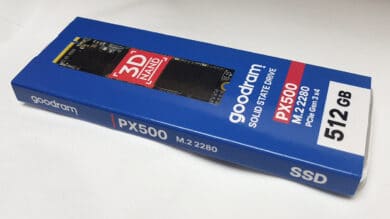 3D
NAND
goodram
SOLID STATE DRIVE
PX500
M.2 2280
PCIe Gen 3 x4
512 GB
goodram
PX500 M.2 2280
SSD